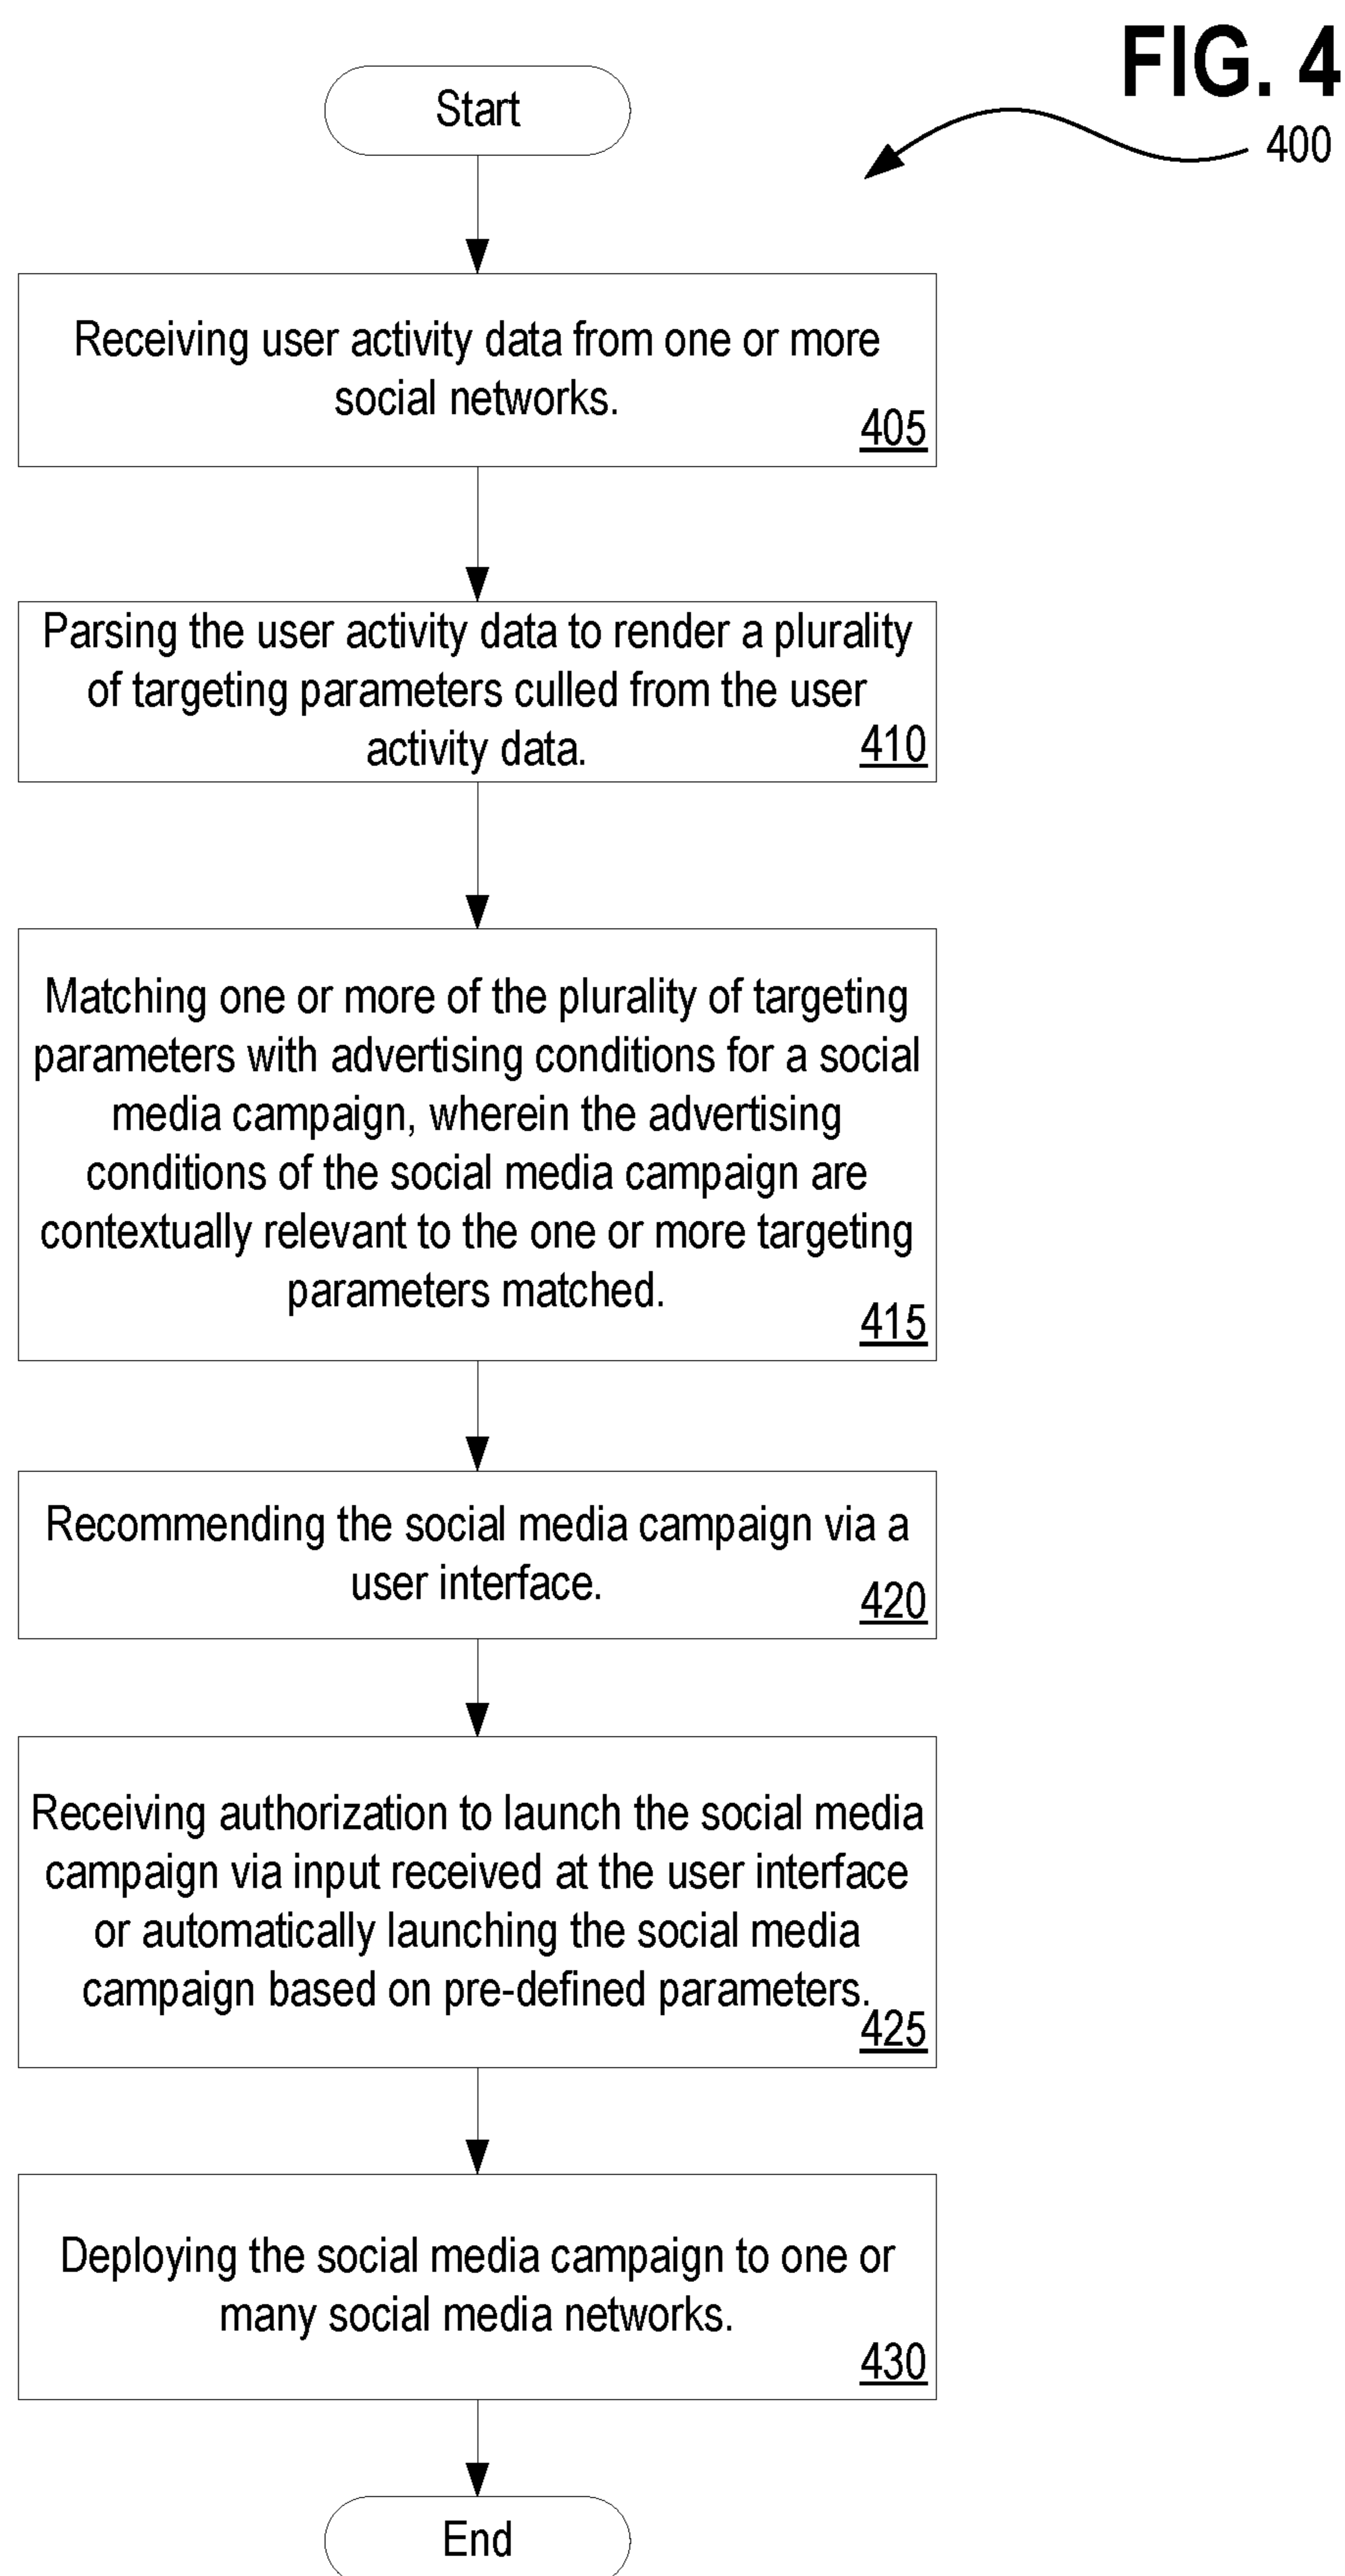 FIG. 4
400
Start
Receiving user activity data from one or more
social networks.
405
Parsing the user activity data to render a plurality
of targeting parameters culled from the user
activity data.
410
Matching one or more of the plurality of targeting
parameters with advertising conditions for a social
media campaign, wherein the advertising
conditions of the social media campaign are
contextually relevant to the one or more targeting
parameters matched.
415
Recommending the social media campaign via a
user interface.
420
Receiving authorization to launch the social media
campaign via input received at the user interface
or automatically launching the social media
campaign based on pre-defined parameters.
425
Deploying the social media campaign to one or
many social media networks.
430
End